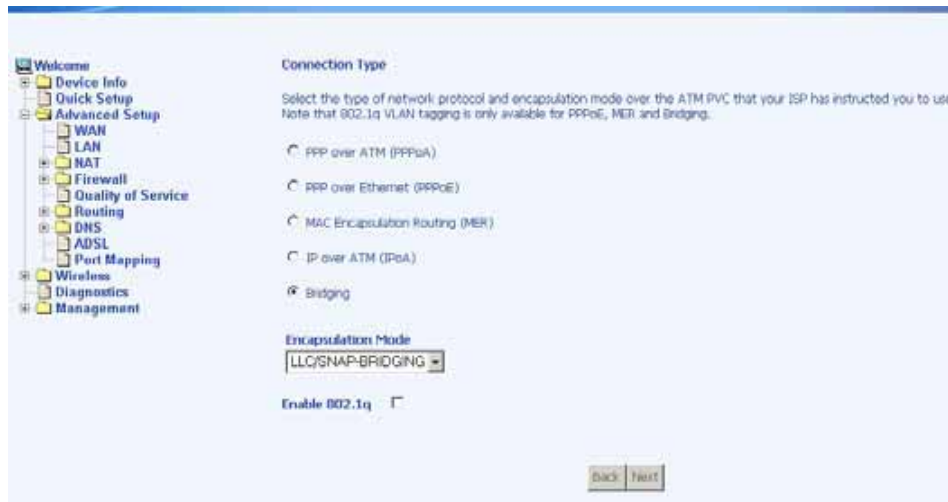 Welcome
Device Info
Quick Setup
Advanced Setup
WAN
LAN
NAT
Firewall
Quality of Service
Routing
DNS
ADSL
Port Mapping
Wireless
Diagnostics
Management
Connection Type
Select the type of network protocol and encapsulation mode over the ATM PVC that your ISP has instructed you to use
Note that 802.1q VLAN tagging is only available for PPPoE, MER and Bridging.
PPP over ATM (PPPoA)
PPP over Ethernet (PPPoE)
MAC Encapsulation Routing (MER)
IP over ATM (IPoA)
Bridging
Encapsulation Mode
LLC/SNAP-BRIDGING
Enable 802.1q
Back Next